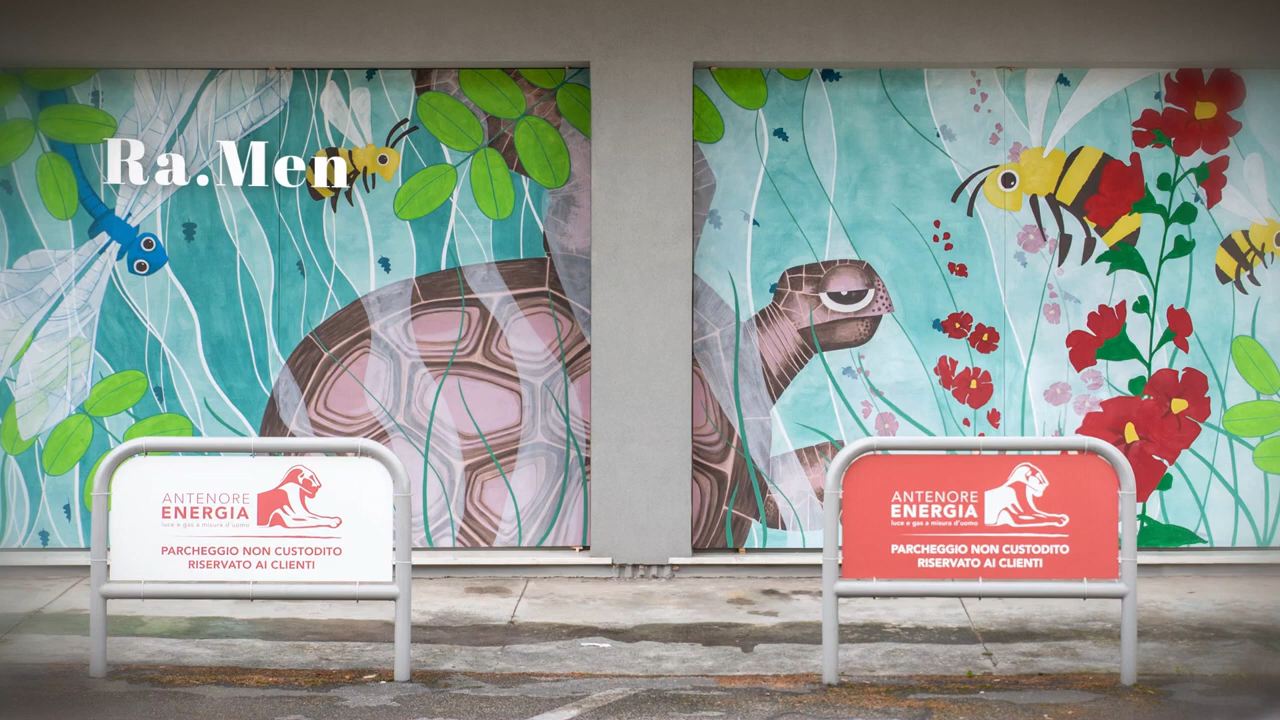 Ra.Men
ANTENORE
ENERGIA
luce e gas a misura d'uomo
PARCHEGGIO NON CUSTODITO
RISERVATO AI CLIENTI
ANTENORE
ENERGIA
luce e gas a misura d'uomo
PARCHEGGIO NON CUSTODITO
RISERVATO AI CLIENTI